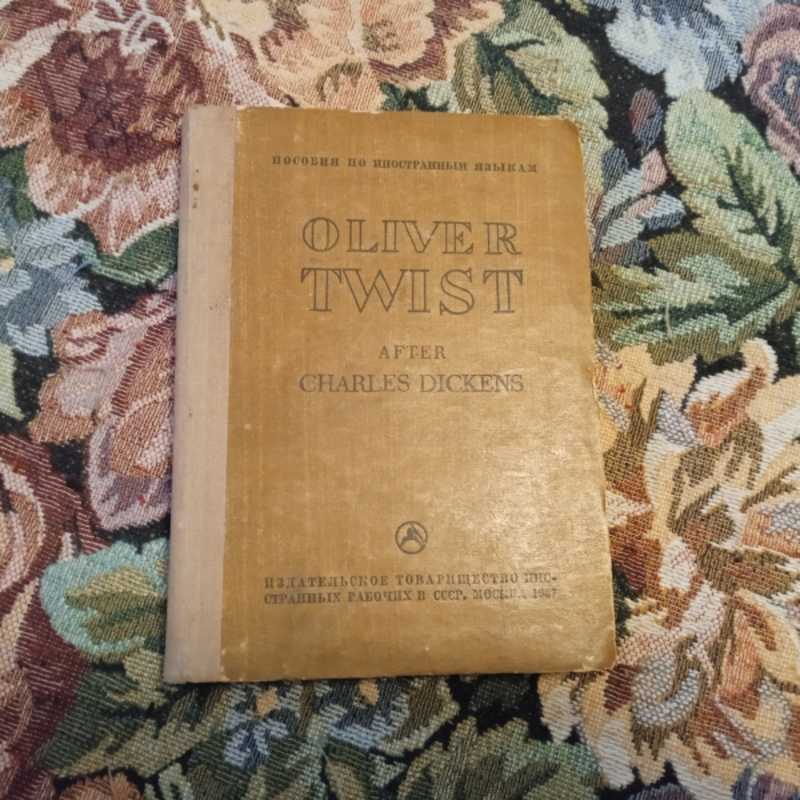 ПОСОБИЯ ПО ИНОСТРАННЫМ ЯЗЫКАМ
OLIVER
TWIST
AFTER
CHARLES DICKENS
ИЗДАТЕЛЬСКОЕ ТОВАРИЩЕСТВО ИНО-
СТРАННЫХ РАБОЧИХ В СССР, МОСКВА 1937